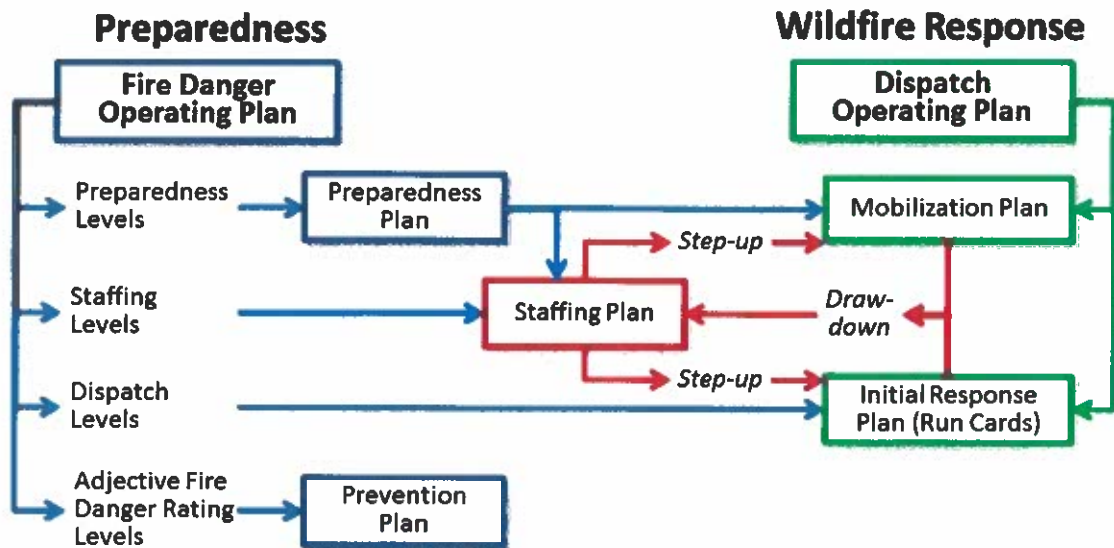 Preparedness
Wildfire Response
Fire Danger
Operating Plan
Dispatch
Operating Plan
Preparedness
Levels
Preparedness
Plan
Mobilization Plan
Step-up
Staffing
Levels
Staffing Plan
Draw-
down
Step-up
Dispatch
Levels
Initial Response
Plan (Run Cards)
Adjective Fire
Danger Rating
Levels
Prevention
Plan